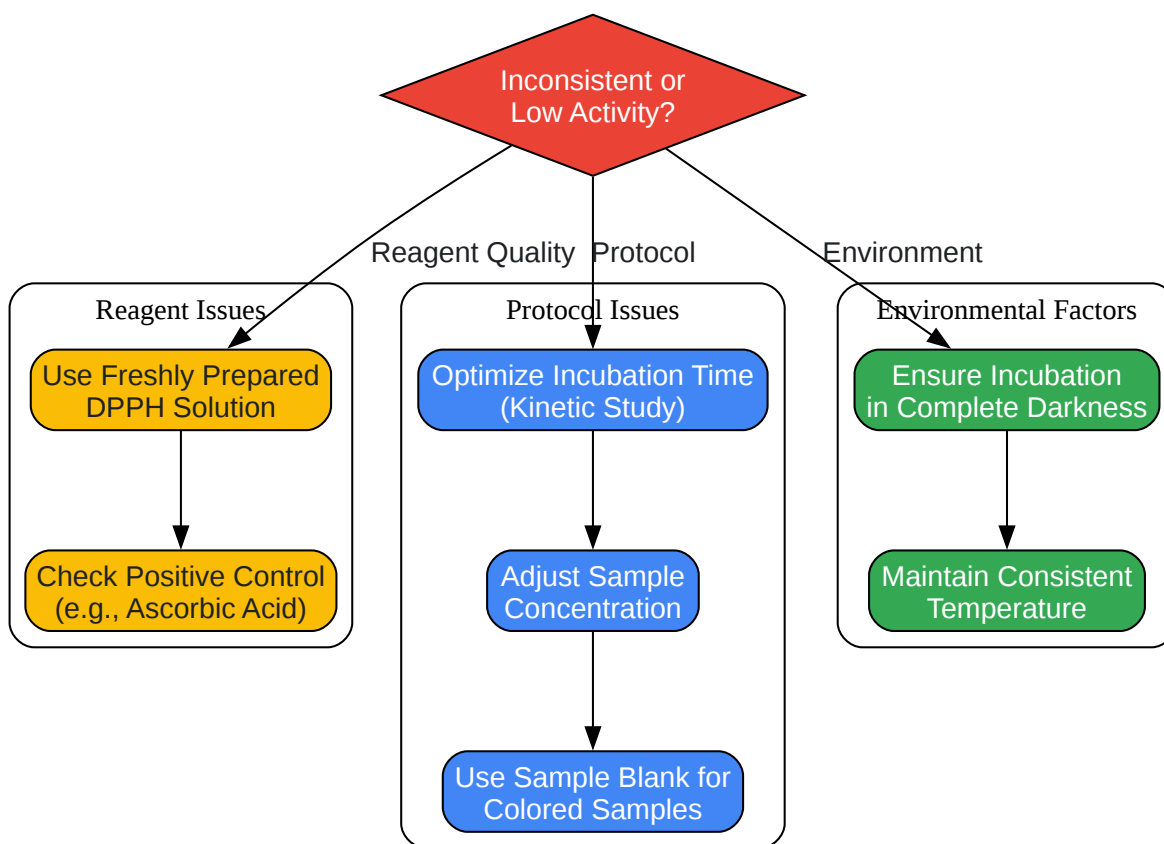 Inconsistent or
Low Activity?
Reagent Quality
Protocol
Environment
Reagent Issues
Protocol Issues
Environmental Factors
Use Freshly Prepared
DPPH Solution
Optimize Incubation Time
(Kinetic Study)
Ensure Incubation
in Complete Darkness
Check Positive Control
(e.g., Ascorbic Acid)
Adjust Sample
Concentration
Maintain Consistent
Temperature
Use Sample Blank for
Colored Samples